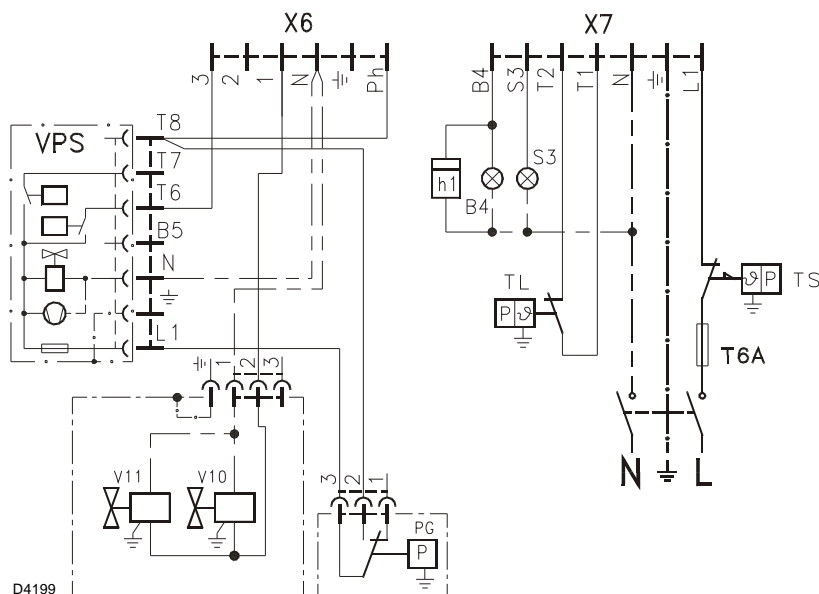 X6
3 2 1 N Ph
X7
B4 S3 T2 T1 N L1
VPS
T8
T7
T6
B5
N
L1
h1
B4
S3
TL
P ϑ
ϑ P
TS
T6A
N L
1 2 3
V11
V10
3 2 1
PG
P
D4199